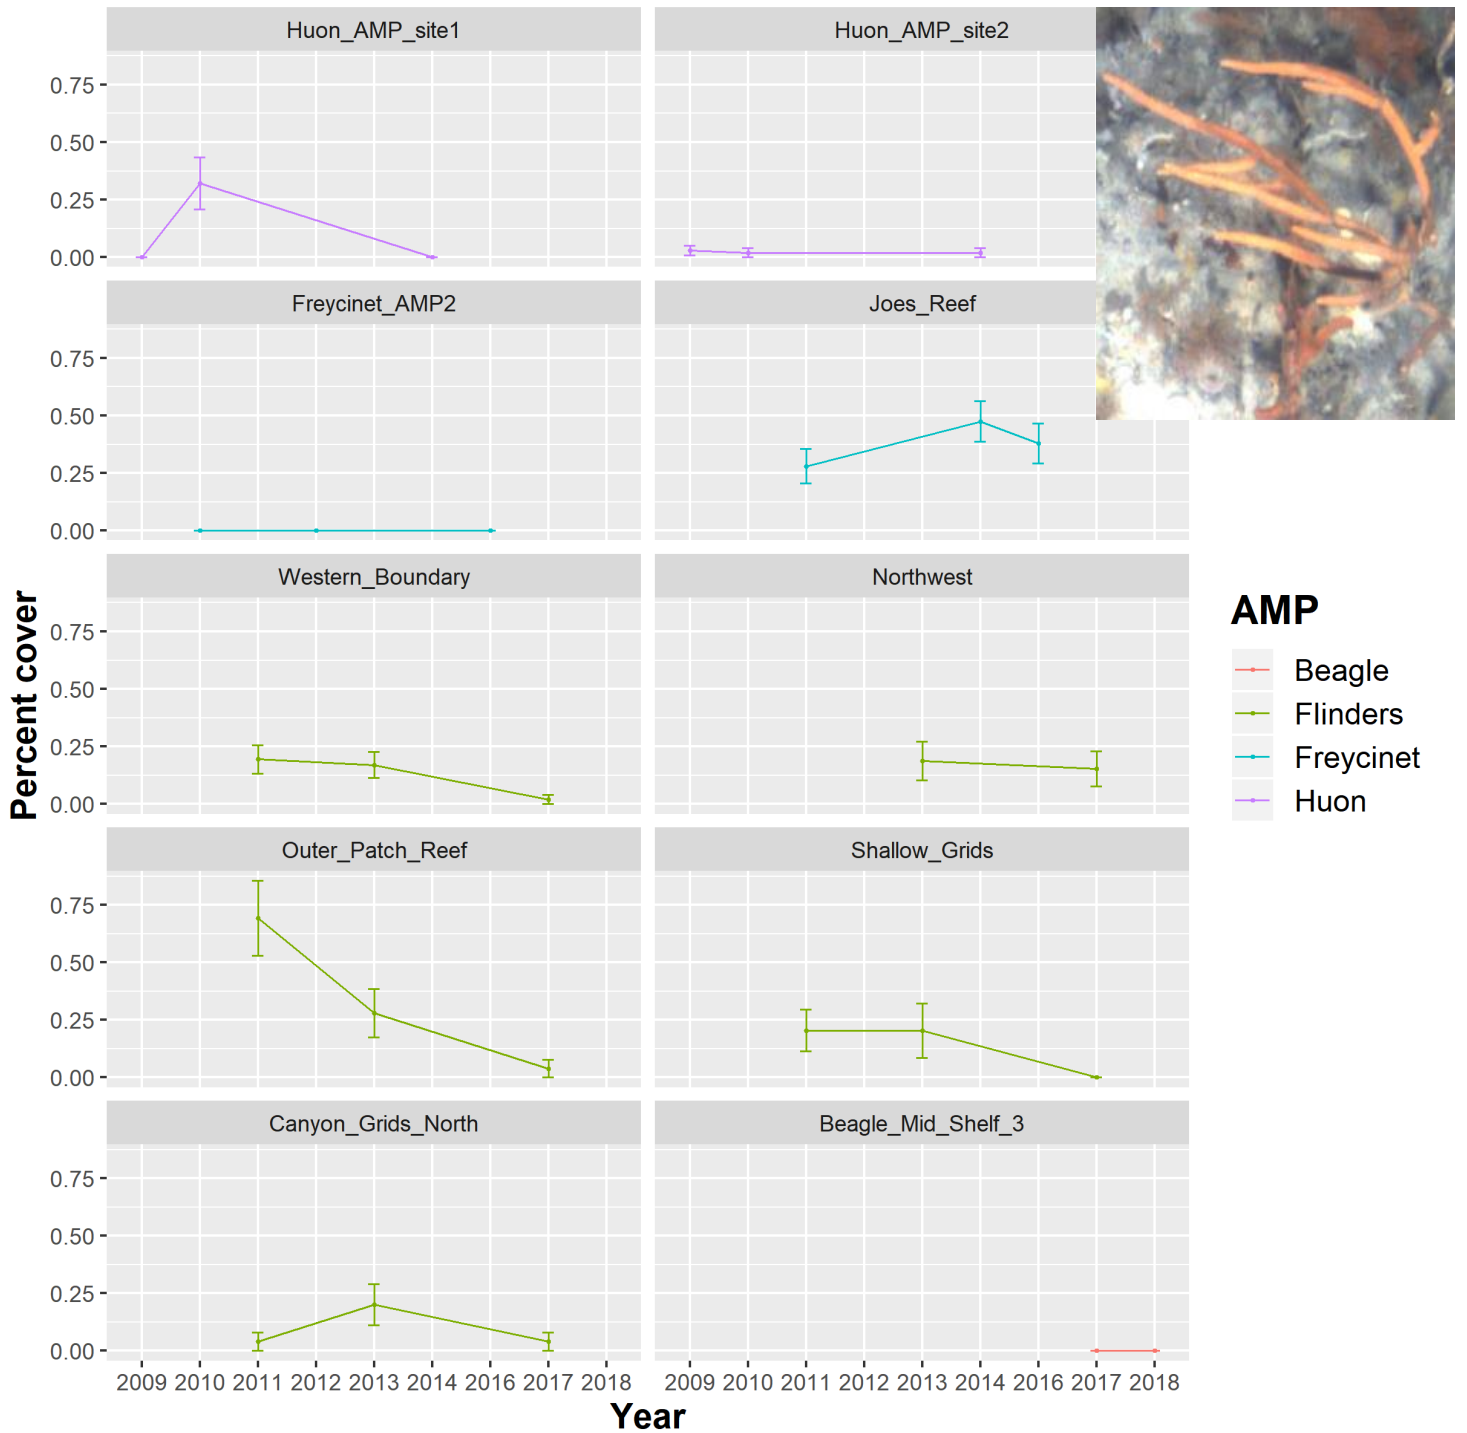 Huon_AMP_site1
Huon_AMP_site2
0.75
0.50
0.25
0.00
Freycinet_AMP2
Joes_Reef
0.75
0.50
0.25
0.00
Western_Boundary
Northwest
0.75
0.50
0.25
0.00
Outer_Patch_Reef
Shallow_Grids
0.75
0.50
0.25
0.00
Canyon_Grids_North
Beagle_Mid_Shelf_3
0.75
0.50
0.25
0.00
2009 2010 2011 2012 2013 2014 2016 2017 2018
2009 2010 2011 2012 2013 2014 2016 2017 2018
Year
Percent cover
AMP
Beagle
Flinders
Freycinet
Huon